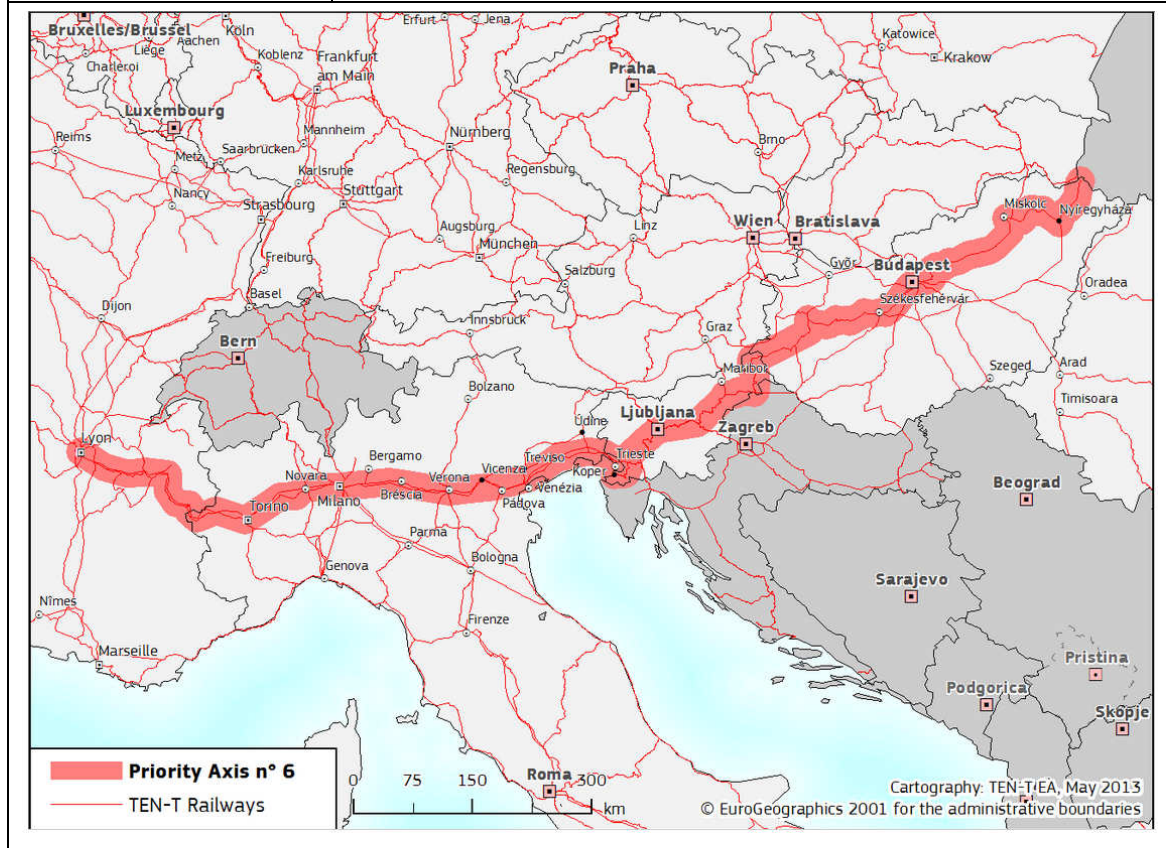 Erfurt
Jena
Köln
Bruxelles/Brussel
Aachen
Liége
Charleroi
Koblenz
Frankfurt
am Main
Katowice
Krakow
Praha
Luxembourg
Reims
Mannheim
Nürnberg
Saarbrücken
Metz
Brno
Karlsruhe
Regensburg
Nancy
Stuttgart
Strasbourg
Miskolc
Nyíregyháza
Augsburg
Linz
Wien
Bratislava
München
Freiburg
Győr
Budapest
Salzburg
Oradea
Basel
Székesfehérvár
Dijon
Innsbruck
Graz
Bern
Szeged
Arad
Maribor
Bolzano
Timisoara
Ljubljana
Udine
Zagreb
Lyon
Bergamo
Treviso
Trieste
Novara
Verona
Vicenza
Koper
Milano
Brescia
Padova
Venézia
Beograd
Torino
Parma
Bologna
Genova
Sarajevo
Nîmes
Firenze
Marseille
Pristina
Podgorica
Skopje
Priority Axis n° 6
TEN-T Railways
0 75 150 300
km
Roma
Cartography: TEN-T EA, May 2013
© EuroGeographics 2001 for the administrative boundaries